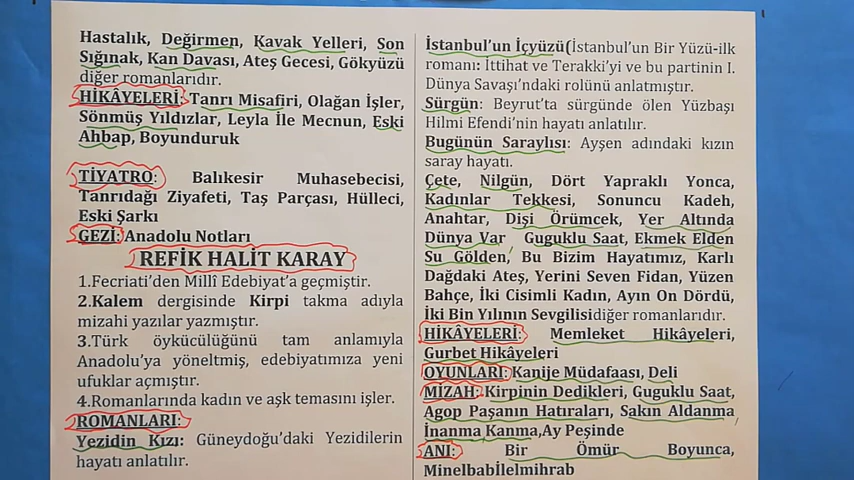 Hastalık, Değirmen, Kavak Yelleri, Son
Sığınak, Kan Davası, Ateş Gecesi, Gökyüzü
diğer romanlarıdır.
HİKÂYELERİ: Tanrı Misafiri, Olağan İşler,
Sönmüş Yıldızlar, Leyla İle Mecnun, Eski
Ahbap, Boyunduruk
TİYATRO: Balıkesir Muhasebecisi,
Tanrıdağı Ziyafeti, Taş Parçası, Hülleci,
Eski Şarkı
GEZİ: Anadolu Notları
REFİK HALİT KARAY
1.Fecriati'den Millî Edebiyat'a geçmiştir.
2.Kalem dergisinde Kirpi takma adıyla
mizahi yazılar yazmıştır.
3.Türk öykücülüğünü tam anlamıyla
Anadolu'ya yöneltmiş, edebiyatımıza yeni
ufuklar açmıştır.
4.Romanlarında kadın ve aşk temasını işler.
ROMANLARI:
Yezidin Kızı: Güneydoğu'daki Yezidilerin
hayatı anlatılır.
İstanbul'un İçyüzü(İstanbul'un Bir Yüzü-ilk
romanı: İttihat ve Terakki'yi ve bu partinin I.
Dünya Savaşı'ndaki rolünü anlatmıştır.
Sürgün: Beyrut'ta sürgünde ölen Yüzbaşı
Hilmi Efendi'nin hayatı anlatılır.
Bugünün Saraylısı: Ayşen adındaki kızın
saray hayatı.
Çete, Nilgün, Dört Yapraklı Yonca,
Kadınlar Tekkesi, Sonuncu Kadeh,
Anahtar, Dişi Örümcek, Yer Altında
Dünya Var Guguklu Saat, Ekmek Elden
Su Gölden, Bu Bizim Hayatımız, Karlı
Dağdaki Ateş, Yerini Seven Fidan, Yüzen
Bahçe, İki Cisimli Kadın, Ayın On Dördü,
İki Bin Yılının Sevgilisidiğer romanlarıdır.
HİKÂYELERİ: Memleket Hikâyeleri,
Gurbet Hikâyeleri
OYUNLARI: Kanije Müdafaası, Deli
MİZAH: Kirpinin Dedikleri, Guguklu Saat,
Agop Paşanın Hatıraları, Sakın Aldanma
İnanma Kanma,Ay Peşinde
ANI: Bir Ömür Boyunca,
Minelbabİlelmihrab